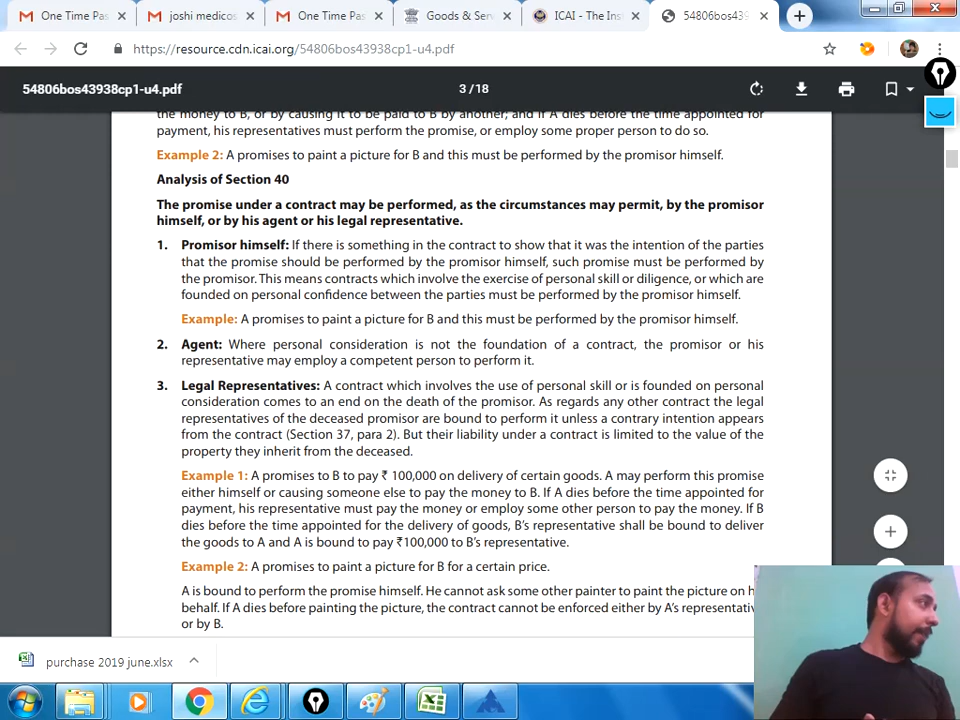 One Time Pas
joshi medicos
One Time Pas
Goods & Serv
ICAI - The Ins
54806bos439
https://resource.cdn.icai.org/54806bos43938cp1-u4.pdf
54806bos43938cp1-u4.pdf
3 / 18
the money to B, or by causing it to be paid to B by another; and if A dies before the time appointed for
payment, his representatives must perform the promise, or employ some proper person to do so.
Example 2: A promises to paint a picture for B and this must be performed by the promisor himself.
Analysis of Section 40
The promise under a contract may be performed, as the circumstances may permit, by the promisor
himself, or by his agent or his legal representative.
1. Promisor himself: If there is something in the contract to show that it was the intention of the parties
that the promise should be performed by the promisor himself, such promise must be performed by
the promisor. This means contracts which involve the exercise of personal skill or diligence, or which are
founded on personal confidence between the parties must be performed by the promisor himself.
Example: A promises to paint a picture for B and this must be performed by the promisor himself.
2. Agent: Where personal consideration is not the foundation of a contract, the promisor or his
representative may employ a competent person to perform it.
3. Legal Representatives: A contract which involves the use of personal skill or is founded on personal
consideration comes to an end on the death of the promisor. As regards any other contract the legal
representatives of the deceased promisor are bound to perform it unless a contrary intention appears
from the contract (Section 37, para 2). But their liability under a contract is limited to the value of the
property they inherit from the deceased.
Example 1: A promises to B to pay ₹ 100,000 on delivery of certain goods. A may perform this promise
either himself or causing someone else to pay the money to B. If A dies before the time appointed for
payment, his representative must pay the money or employ some other person to pay the money. If B
dies before the time appointed for the delivery of goods, B's representative shall be bound to deliver
the goods to A and A is bound to pay ₹100,000 to B's representative.
Example 2: A promises to paint a picture for B for a certain price.
A is bound to perform the promise himself. He cannot ask some other painter to paint the picture on h
behalf. If A dies before painting the picture, the contract cannot be enforced either by A's representativ
or by B.
purchase 2019 june.xlsx